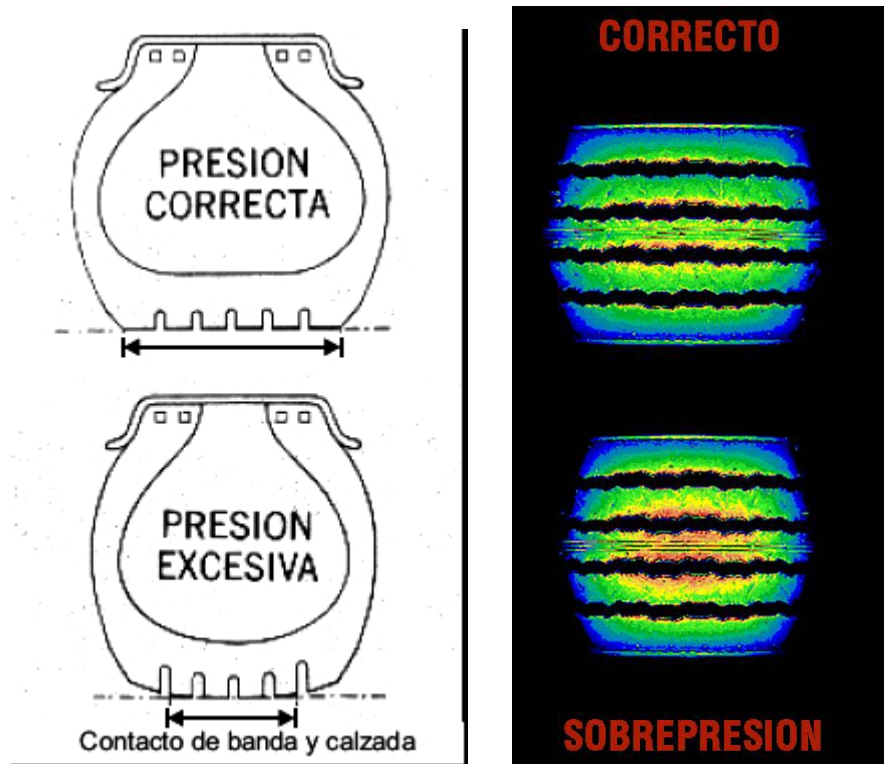 PRESION
CORRECTA
PRESION
EXCESIVA
Contacto de banda y calzada
CORRECTO
SOBREPRESION